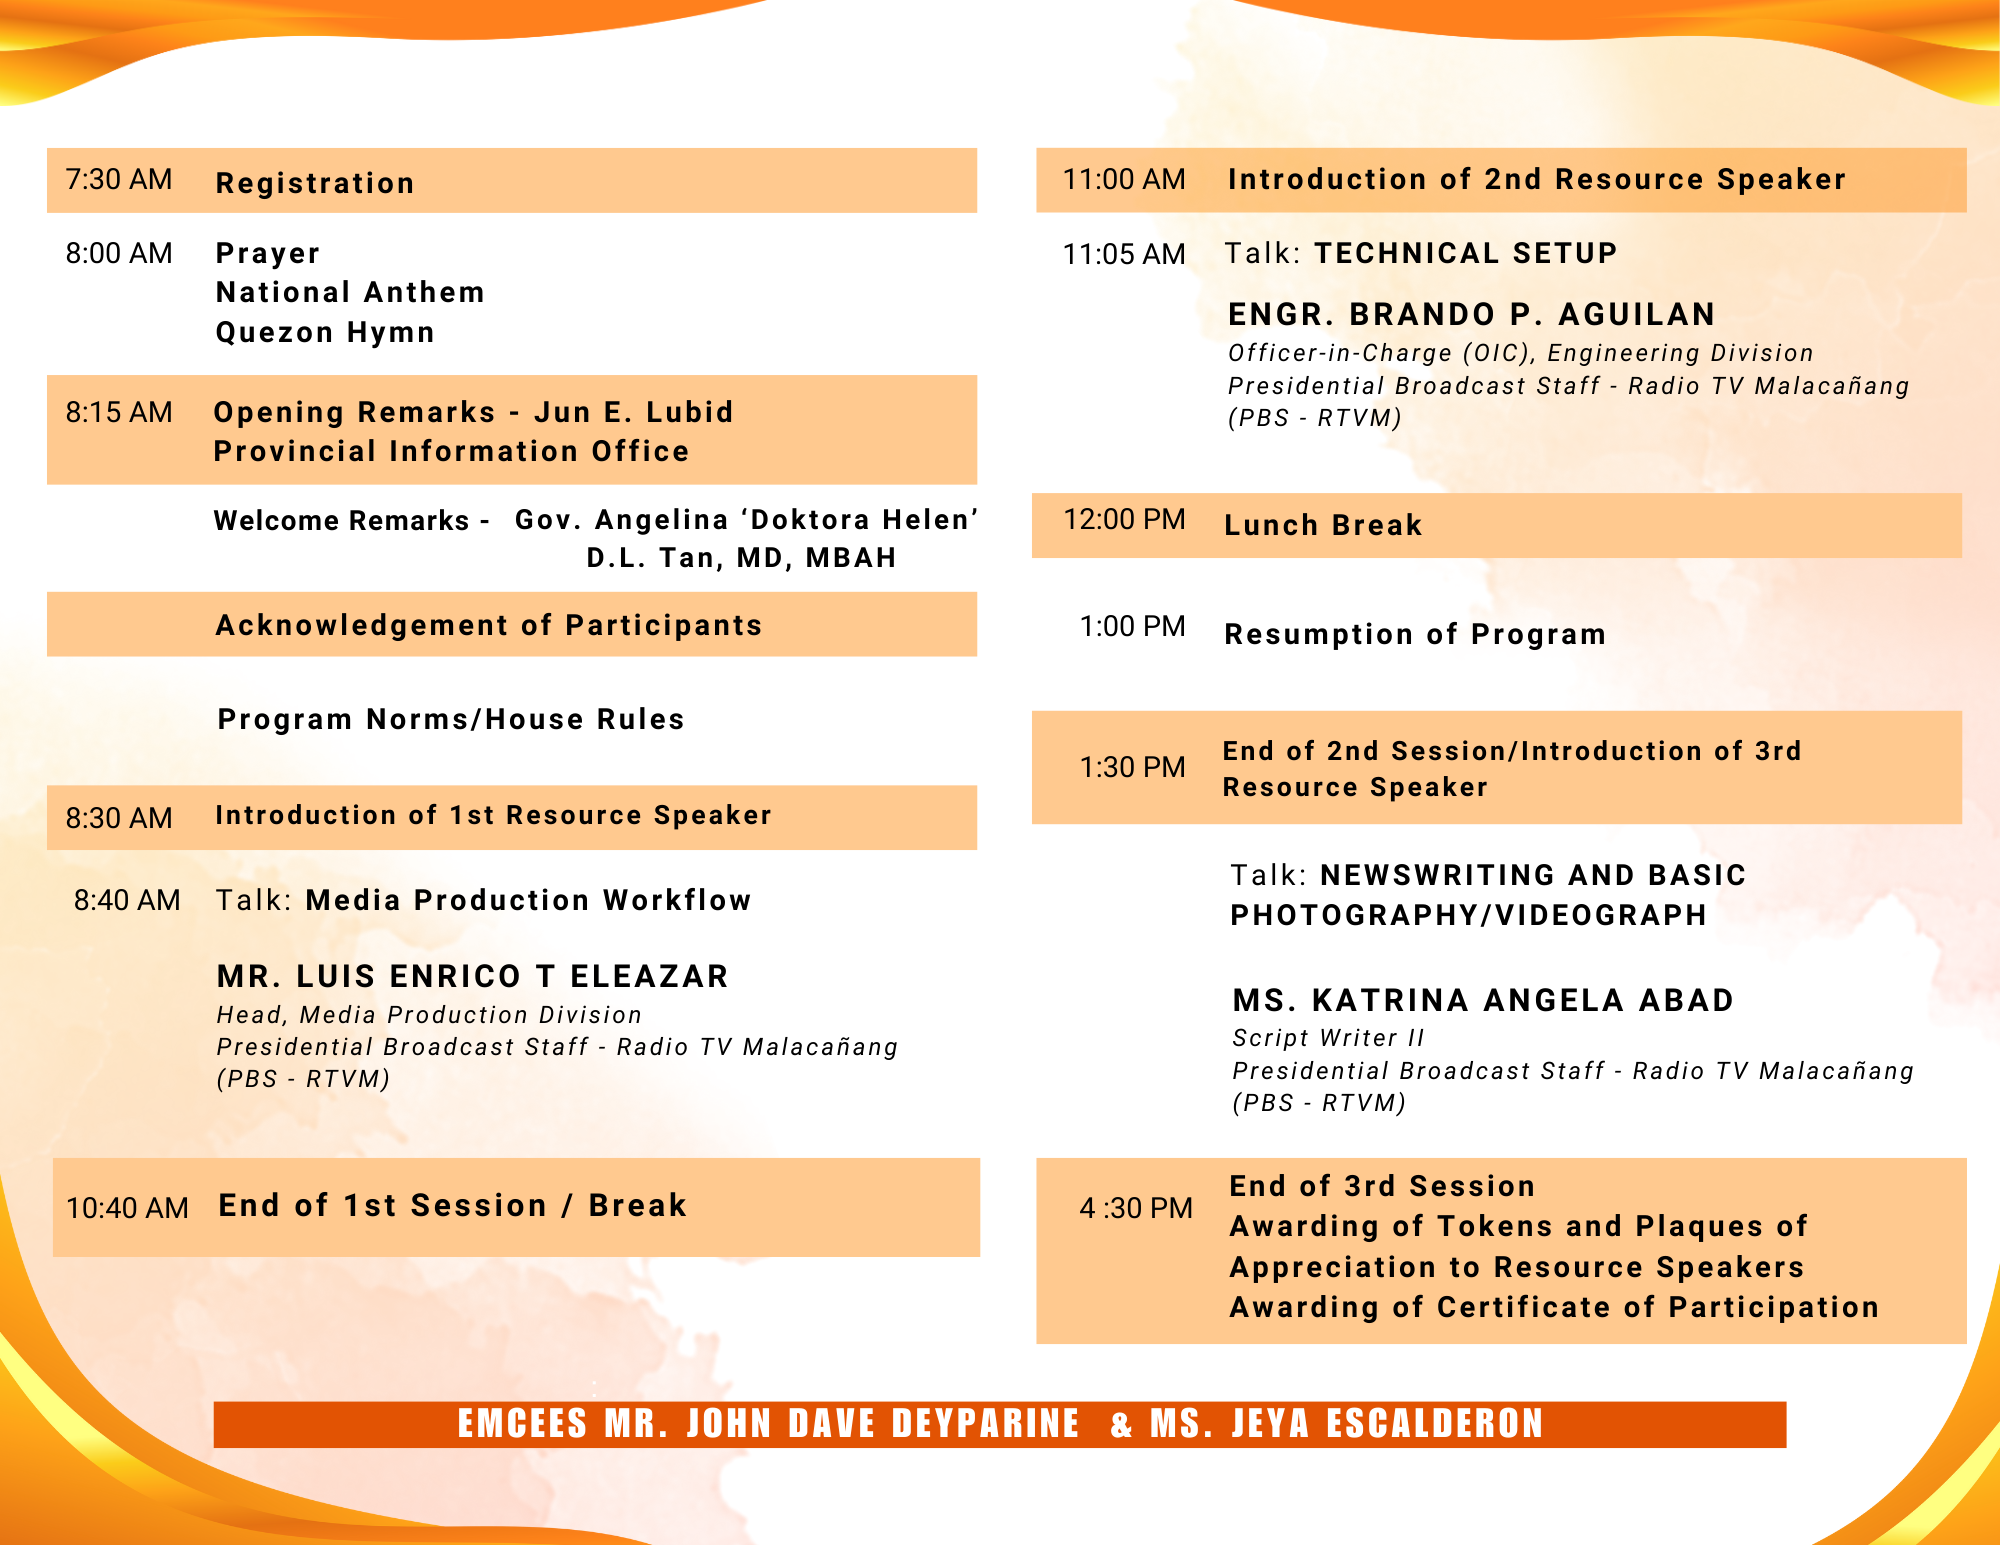 7:30 AM Registration
8:00 AM Prayer
National Anthem
Quezon Hymn
8:15 AM Opening Remarks - Jun E. Lubid
Provincial Information Office
Welcome Remarks - Gov. Angelina ‘Doktora Helen’
D.L. Tan, MD, MBAH
Acknowledgement of Participants
Program Norms/House Rules
8:30 AM Introduction of 1st Resource Speaker
8:40 AM Talk: Media Production Workflow
MR. LUIS ENRICO T ELEAZAR
Head, Media Production Division
Presidential Broadcast Staff - Radio TV Malacañang
(PBS - RTVM)
10:40 AM End of 1st Session / Break
11:00 AM Introduction of 2nd Resource Speaker
11:05 AM Talk: TECHNICAL SETUP
ENGR. BRANDO P. AGUILAN
Officer-in-Charge (OIC), Engineering Division
Presidential Broadcast Staff - Radio TV Malacañang
(PBS - RTVM)
12:00 PM Lunch Break
1:00 PM Resumption of Program
1:30 PM End of 2nd Session/Introduction of 3rd
Resource Speaker
Talk: NEWSWRITING AND BASIC
PHOTOGRAPHY/VIDEOGRAPH
MS. KATRINA ANGELA ABAD
Script Writer II
Presidential Broadcast Staff - Radio TV Malacañang
(PBS - RTVM)
4 :30 PM End of 3rd Session
Awarding of Tokens and Plaques of
Appreciation to Resource Speakers
Awarding of Certificate of Participation
EMCEES MR. JOHN DAVE DEYPARINE & MS. JEYA ESCALDERON